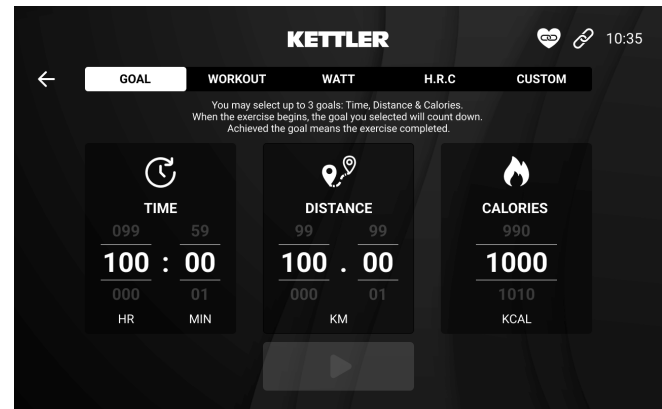 KETTLER
10:35
GOAL WORKOUT WATT H.R.C CUSTOM
You may select up to 3 goals: Time, Distance & Calories.
When the exercise begins, the goal you selected will count down.
Achieved the goal means the exercise completed.
TIME
099 59
100 : 00
000 01
HR MIN
DISTANCE
99 99
100 . 00
000 01
KM
CALORIES
990
1000
1010
KCAL